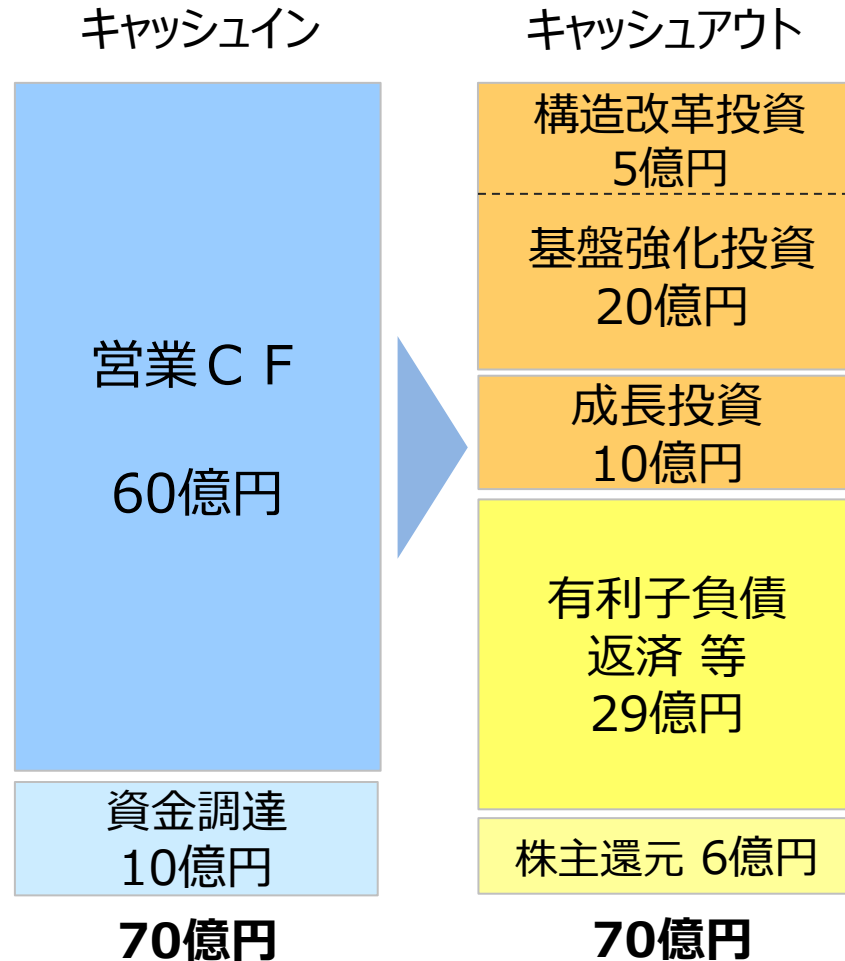 キャッシュイン
営業ＣＦ
60億円
資金調達
10億円
70億円
キャッシュアウト
構造改革投資
5億円
基盤強化投資
20億円
成長投資
10億円
有利子負債
返済 等
29億円
株主還元 6億円
70億円